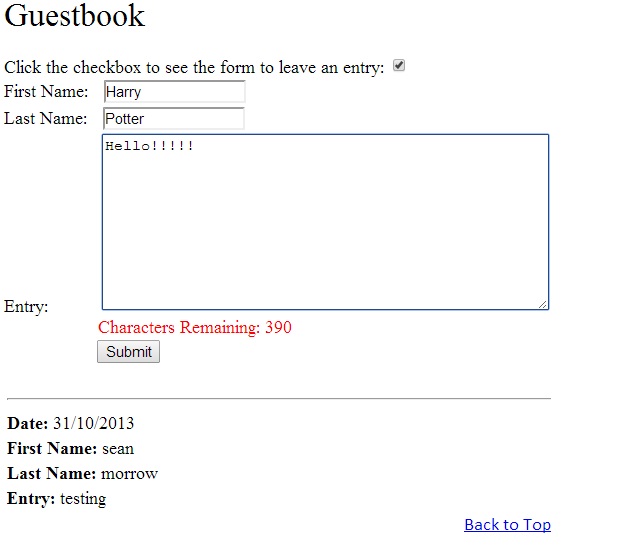 Guestbook
Click the checkbox to see the form to leave an entry:
First Name: Harry
Last Name: Potter
Hello!!!!!
Entry:
Characters Remaining: 390
Submit
Date: 31/10/2013
First Name: sean
Last Name: morrow
Entry: testing
Back to Top